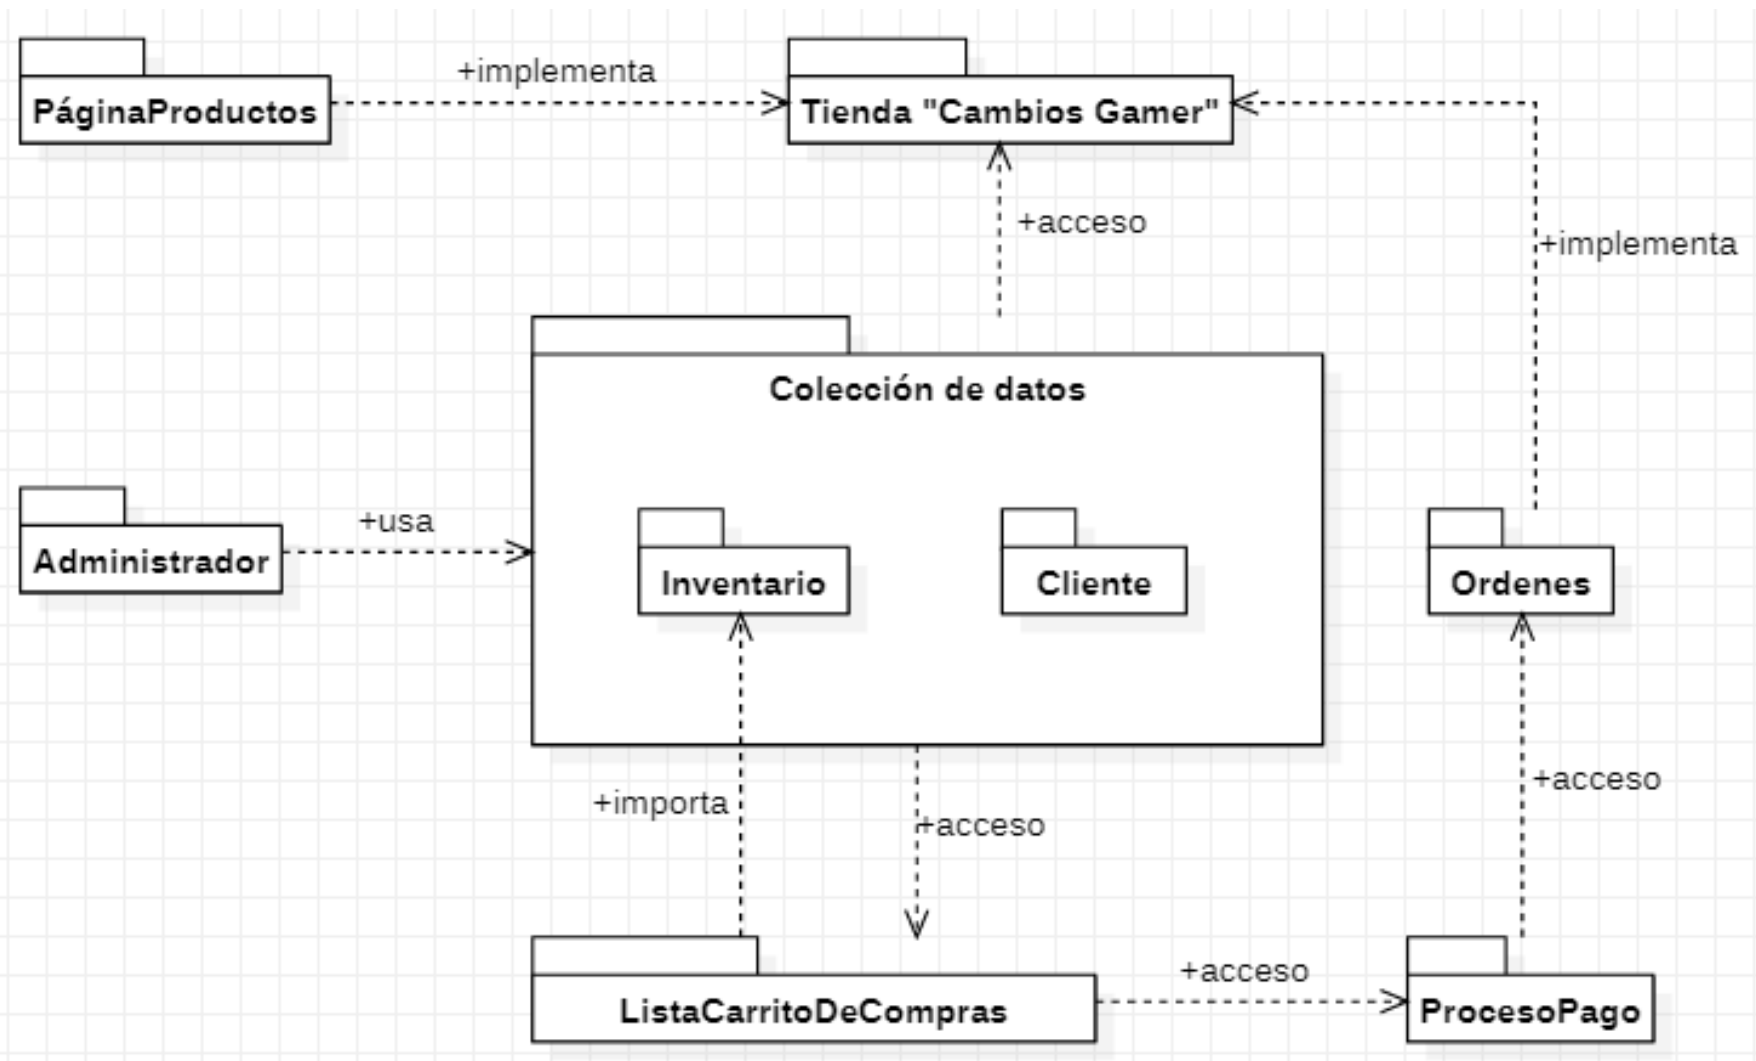 +implementa
PáginaProductos
Tienda "Cambios Gamer"
+acceso
+implementa
Colección de datos
+usa
Administrador
Inventario
Cliente
Ordenes
+importa
+acceso
+acceso
+acceso
ListaCarritoDeCompras
ProcesoPago